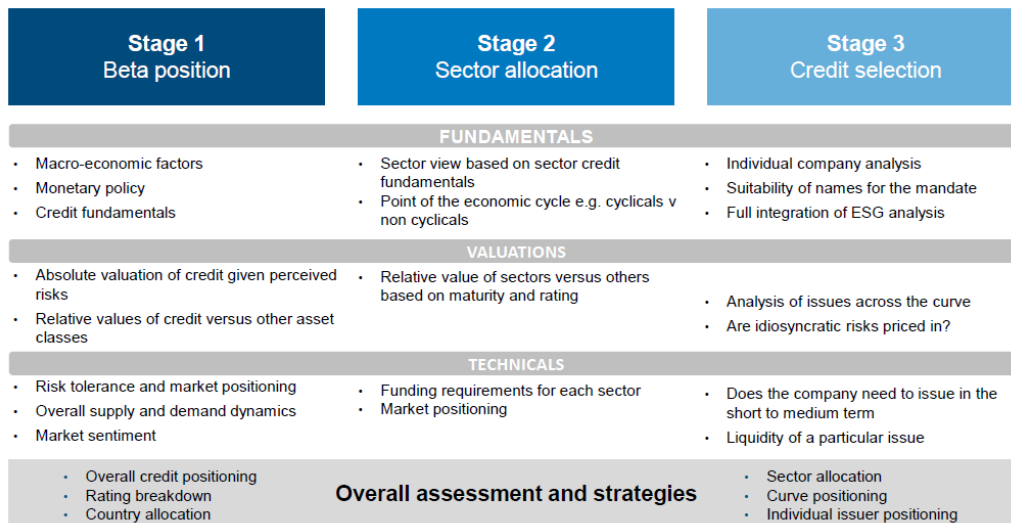 Stage 1
Beta position
Stage 2
Sector allocation
Stage 3
Credit selection
FUNDAMENTALS
• Macro-economic factors
• Monetary policy
• Credit fundamentals
• Sector view based on sector credit
fundamentals
• Point of the economic cycle e.g. cyclicals v
non cyclicals
• Individual company analysis
• Suitability of names for the mandate
• Full integration of ESG analysis
VALUATIONS
• Absolute valuation of credit given perceived
risks
• Relative values of credit versus other asset
classes
• Relative value of sectors versus others
based on maturity and rating
• Analysis of issues across the curve
• Are idiosyncratic risks priced in?
TECHNICALS
• Risk tolerance and market positioning
• Overall supply and demand dynamics
• Market sentiment
• Funding requirements for each sector
• Market positioning
• Does the company need to issue in the
short to medium term
• Liquidity of a particular issue
• Overall credit positioning
• Rating breakdown
• Country allocation
Overall assessment and strategies
• Sector allocation
• Curve positioning
• Individual issuer positioning